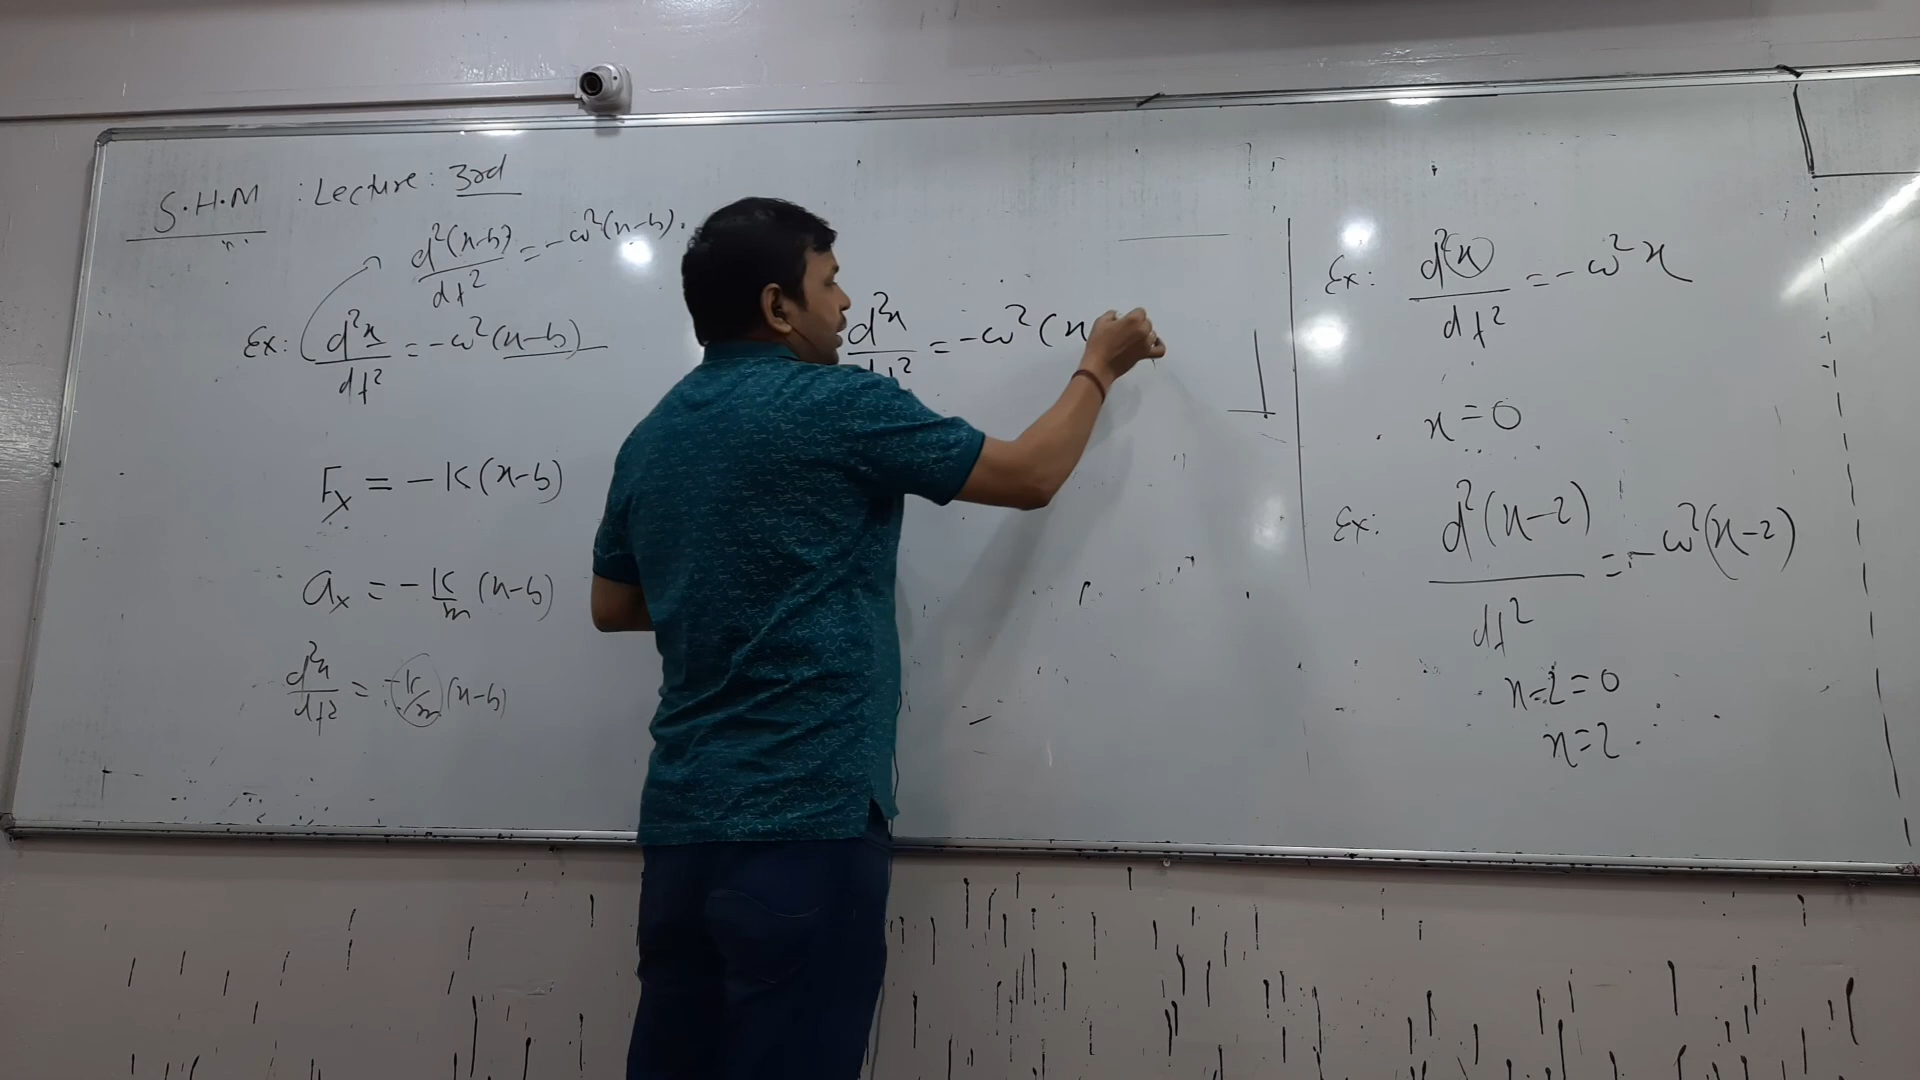 S.H.M : Lecture: 3rd
d²(x-b)/dt² = -ω²(x-b).
Ex: d²x/dt² = -ω²(x-b)
Fx = -K(x-b)
ax = -K/m (x-b)
d²x/dt² = -K/m (x-b)
d²x/dt² = -ω²(x
Ex: d²(x)/dt² = -ω²x
x=0
Ex: d²(x-2)/dt² = -ω²(x-2)
x-2=0
x=2.